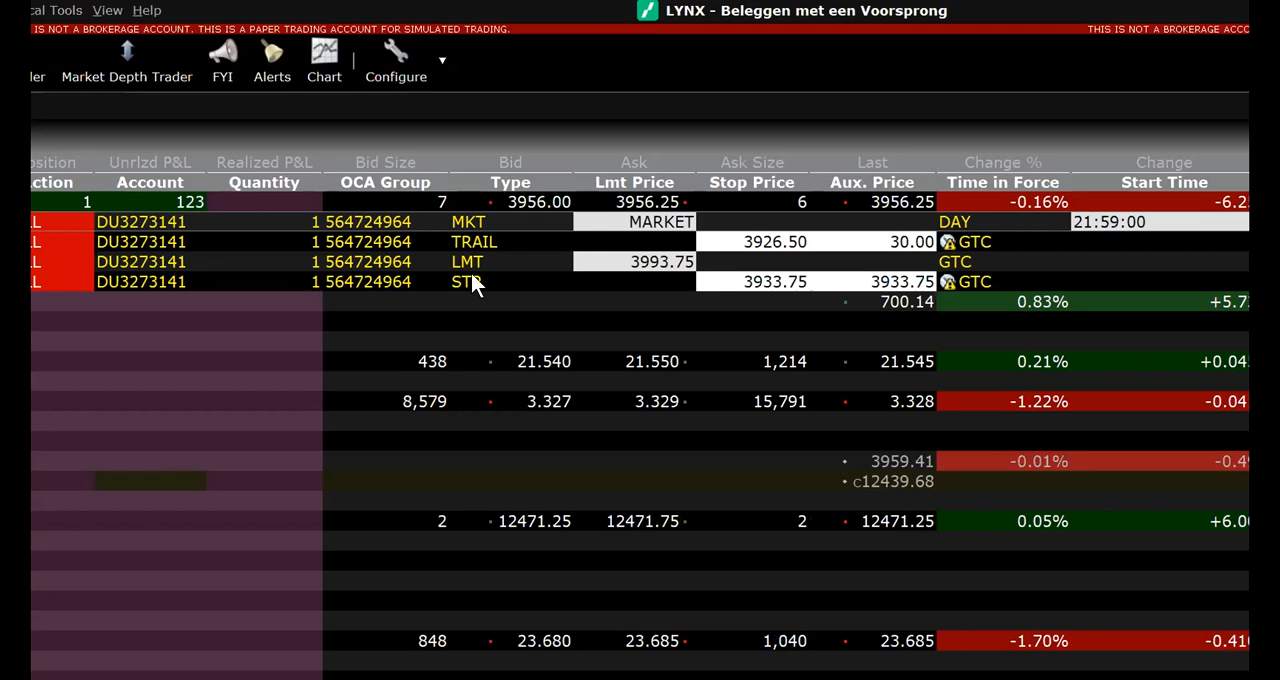 cal Tools View Help
LYNX - Beleggen met een Voorsprong
IS NOT A BROKERAGE ACCOUNT. THIS IS A PAPER TRADING ACCOUNT FOR SIMULATED TRADING. THIS IS NOT A BROKERAGE ACCO
ler Market Depth Trader FYI Alerts Chart Configure
osition Unrlzd P&L Realized P&L Bid Size Bid Ask Ask Size Last Change % Change
ction Account Quantity OCA Group Type Lmt Price Stop Price Aux. Price Time in Force Start Time
1 123 7 3956.00 3956.25 6 3956.25 -0.16% -6.2
L DU3273141 1 564724964 MKT MARKET DAY 21:59:00
L DU3273141 1 564724964 TRAIL 3926.50 30.00 GTC
L DU3273141 1 564724964 LMT 3993.75 GTC
L DU3273141 1 564724964 STP 3933.75 3933.75 GTC
700.14 0.83% +5.7
438 21.540 21.550 1,214 21.545 0.21% +0.04
8,579 3.327 3.329 15,791 3.328 -1.22% -0.04
3959.41 -0.01% -0.4
c12439.68
2 12471.25 12471.75 2 12471.25 0.05% +6.0
848 23.680 23.685 1,040 23.685 -1.70% -0.41